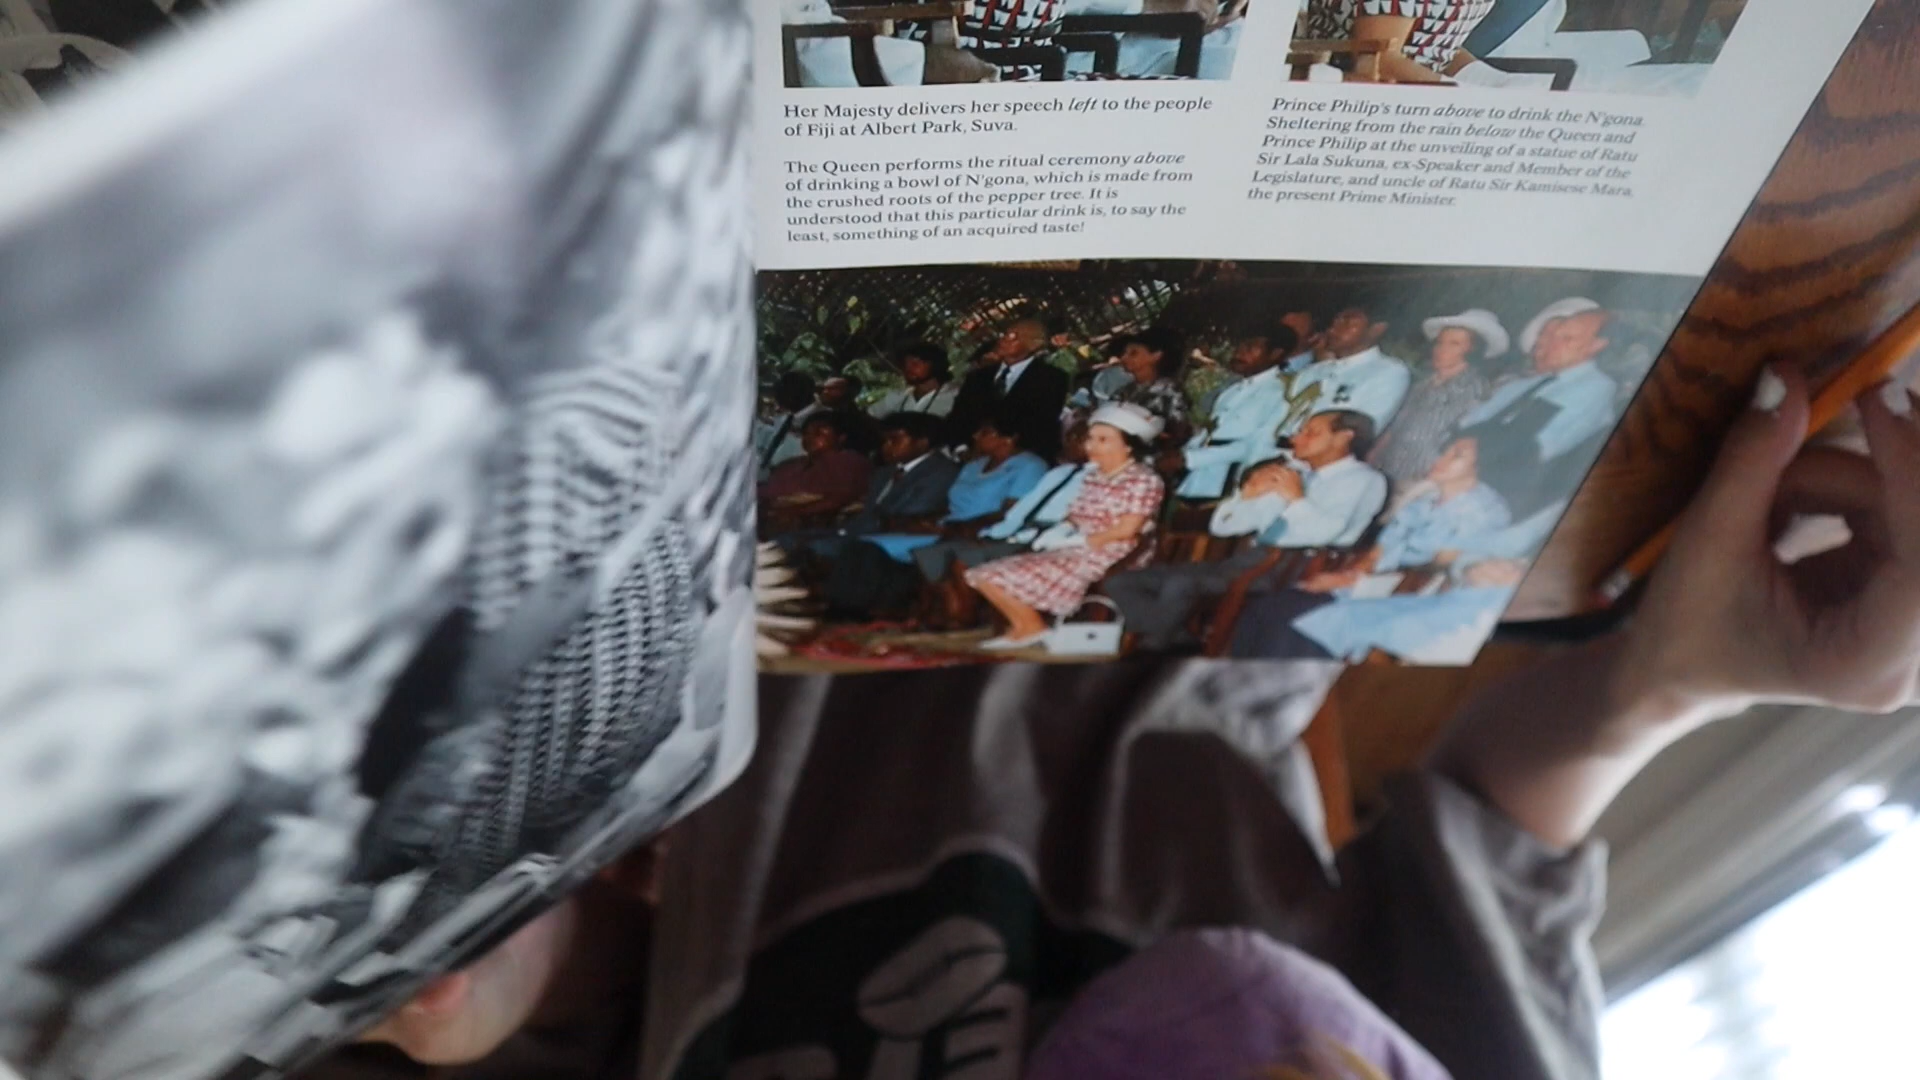 Her Majesty delivers her speech left to the people
of Fiji at Albert Park, Suva.
The Queen performs the ritual ceremony above
of drinking a bowl of N'gona, which is made from
the crushed roots of the pepper tree. It is
understood that this particular drink is, to say the
least, something of an acquired taste!
Prince Philip's turn above to drink the N'gona.
Sheltering from the rain below the Queen and
Prince Philip at the unveiling of a statue of Ratu
Sir Lala Sukuna, ex-Speaker and Member of the
Legislature, and uncle of Ratu Sir Kamisese Mara,
the present Prime Minister.